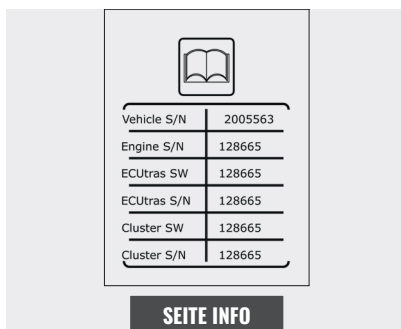 Vehicle S/N 2005563
Engine S/N 128665
ECUtras SW 128665
ECUtras S/N 128665
Cluster SW 128665
Cluster S/N 128665
SEITE INFO